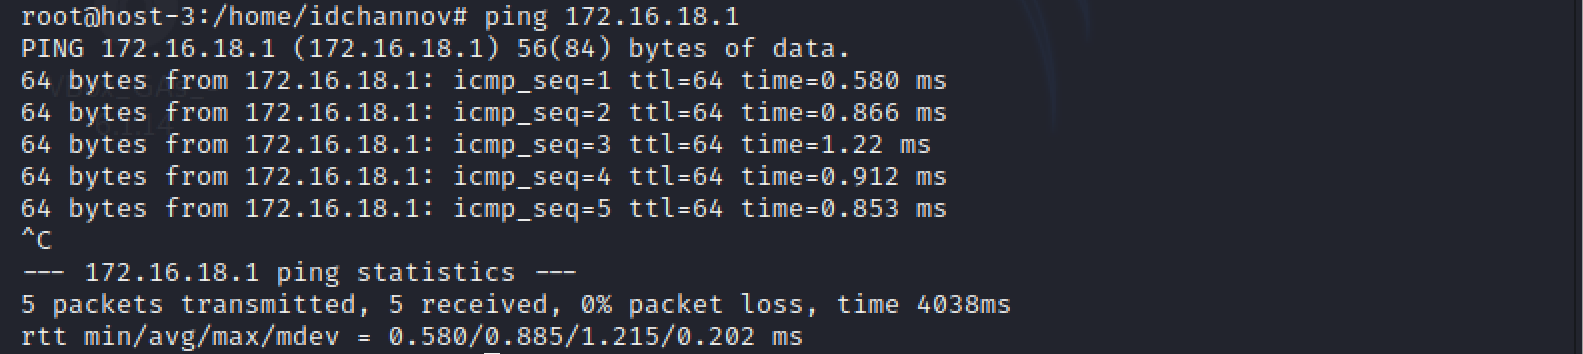 root@host-3:/home/idchannov# ping 172.16.18.1
PING 172.16.18.1 (172.16.18.1) 56(84) bytes of data.
64 bytes from 172.16.18.1: icmp_seq=1 ttl=64 time=0.580 ms
64 bytes from 172.16.18.1: icmp_seq=2 ttl=64 time=0.866 ms
64 bytes from 172.16.18.1: icmp_seq=3 ttl=64 time=1.22 ms
64 bytes from 172.16.18.1: icmp_seq=4 ttl=64 time=0.912 ms
64 bytes from 172.16.18.1: icmp_seq=5 ttl=64 time=0.853 ms
^C
--- 172.16.18.1 ping statistics ---
5 packets transmitted, 5 received, 0% packet loss, time 4038ms
rtt min/avg/max/mdev = 0.580/0.885/1.215/0.202 ms